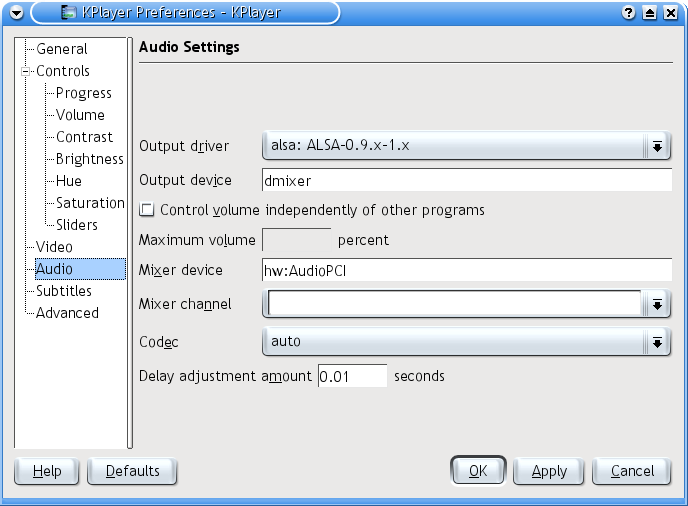 KPlayer Preferences - KPlayer
General
Controls
Progress
Volume
Contrast
Brightness
Hue
Saturation
Sliders
Video
Audio
Subtitles
Advanced
Audio Settings
Output driver alsa: ALSA-0.9.x-1.x
Output device dmixer
Control volume independently of other programs
Maximum volume percent
Mixer device hw:AudioPCI
Mixer channel
Codec auto
Delay adjustment amount 0.01 seconds
Help Defaults OK Apply Cancel